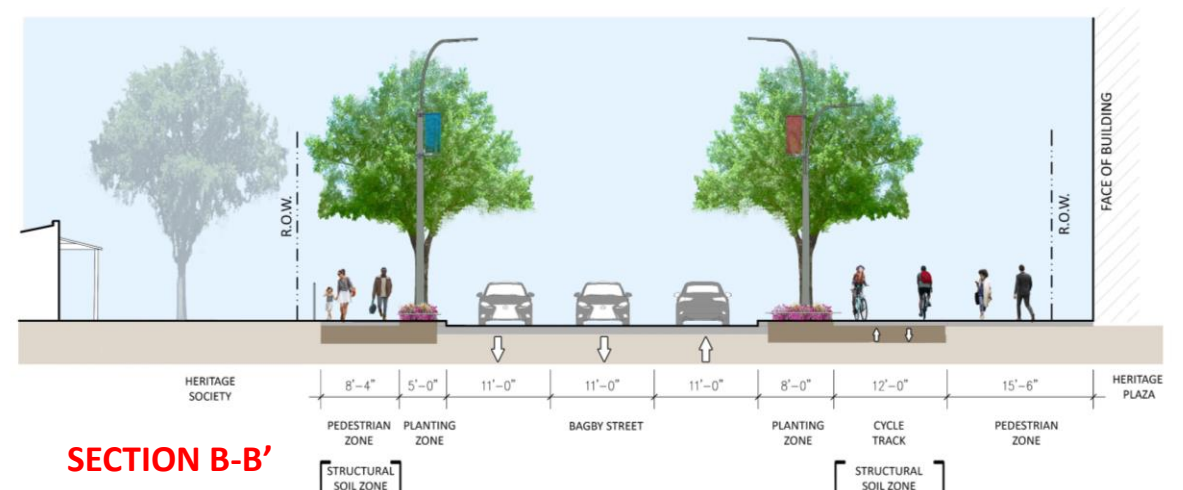 R.O.W.
R.O.W.
FACE OF BUILDING
HERITAGE
SOCIETY
8'-4"
5'-0"
11'-0"
11'-0"
11'-0"
8'-0"
12'-0"
15'-6"
HERITAGE
PLAZA
PEDESTRIAN
ZONE
PLANTING
ZONE
BAGBY STREET
PLANTING
ZONE
CYCLE
TRACK
PEDESTRIAN
ZONE
SECTION B-B'
STRUCTURAL
SOIL ZONE
STRUCTURAL
SOIL ZONE